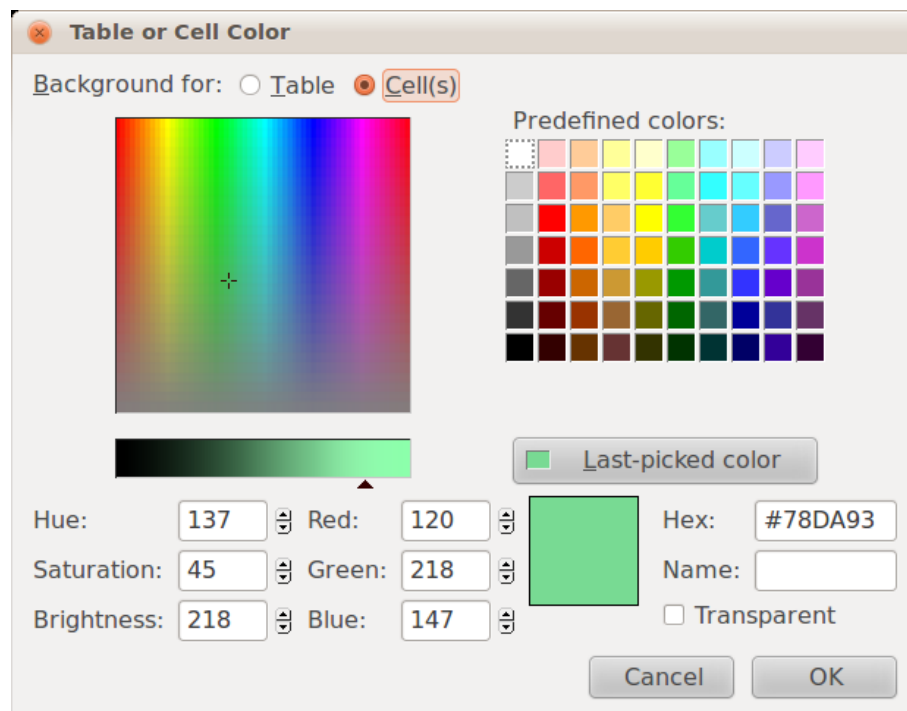 Table or Cell Color
Background for: Table Cell(s)
Predefined colors:
Last-picked color
Hue: 137 Red: 120 Hex: #78DA93
Saturation: 45 Green: 218 Name:
Brightness: 218 Blue: 147 Transparent
Cancel OK